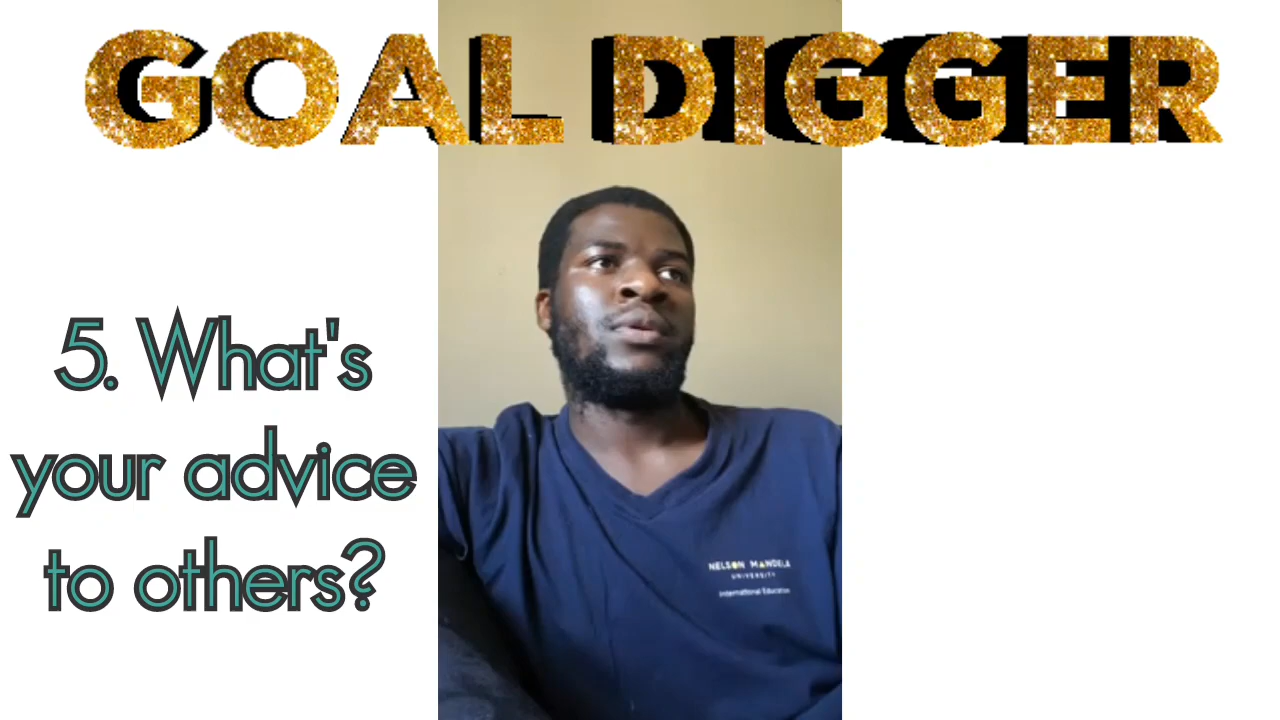 GOAL DIGGER
5. What's
your advice
to others?
NELSON MANDELA
UNIVERSITY
International Education